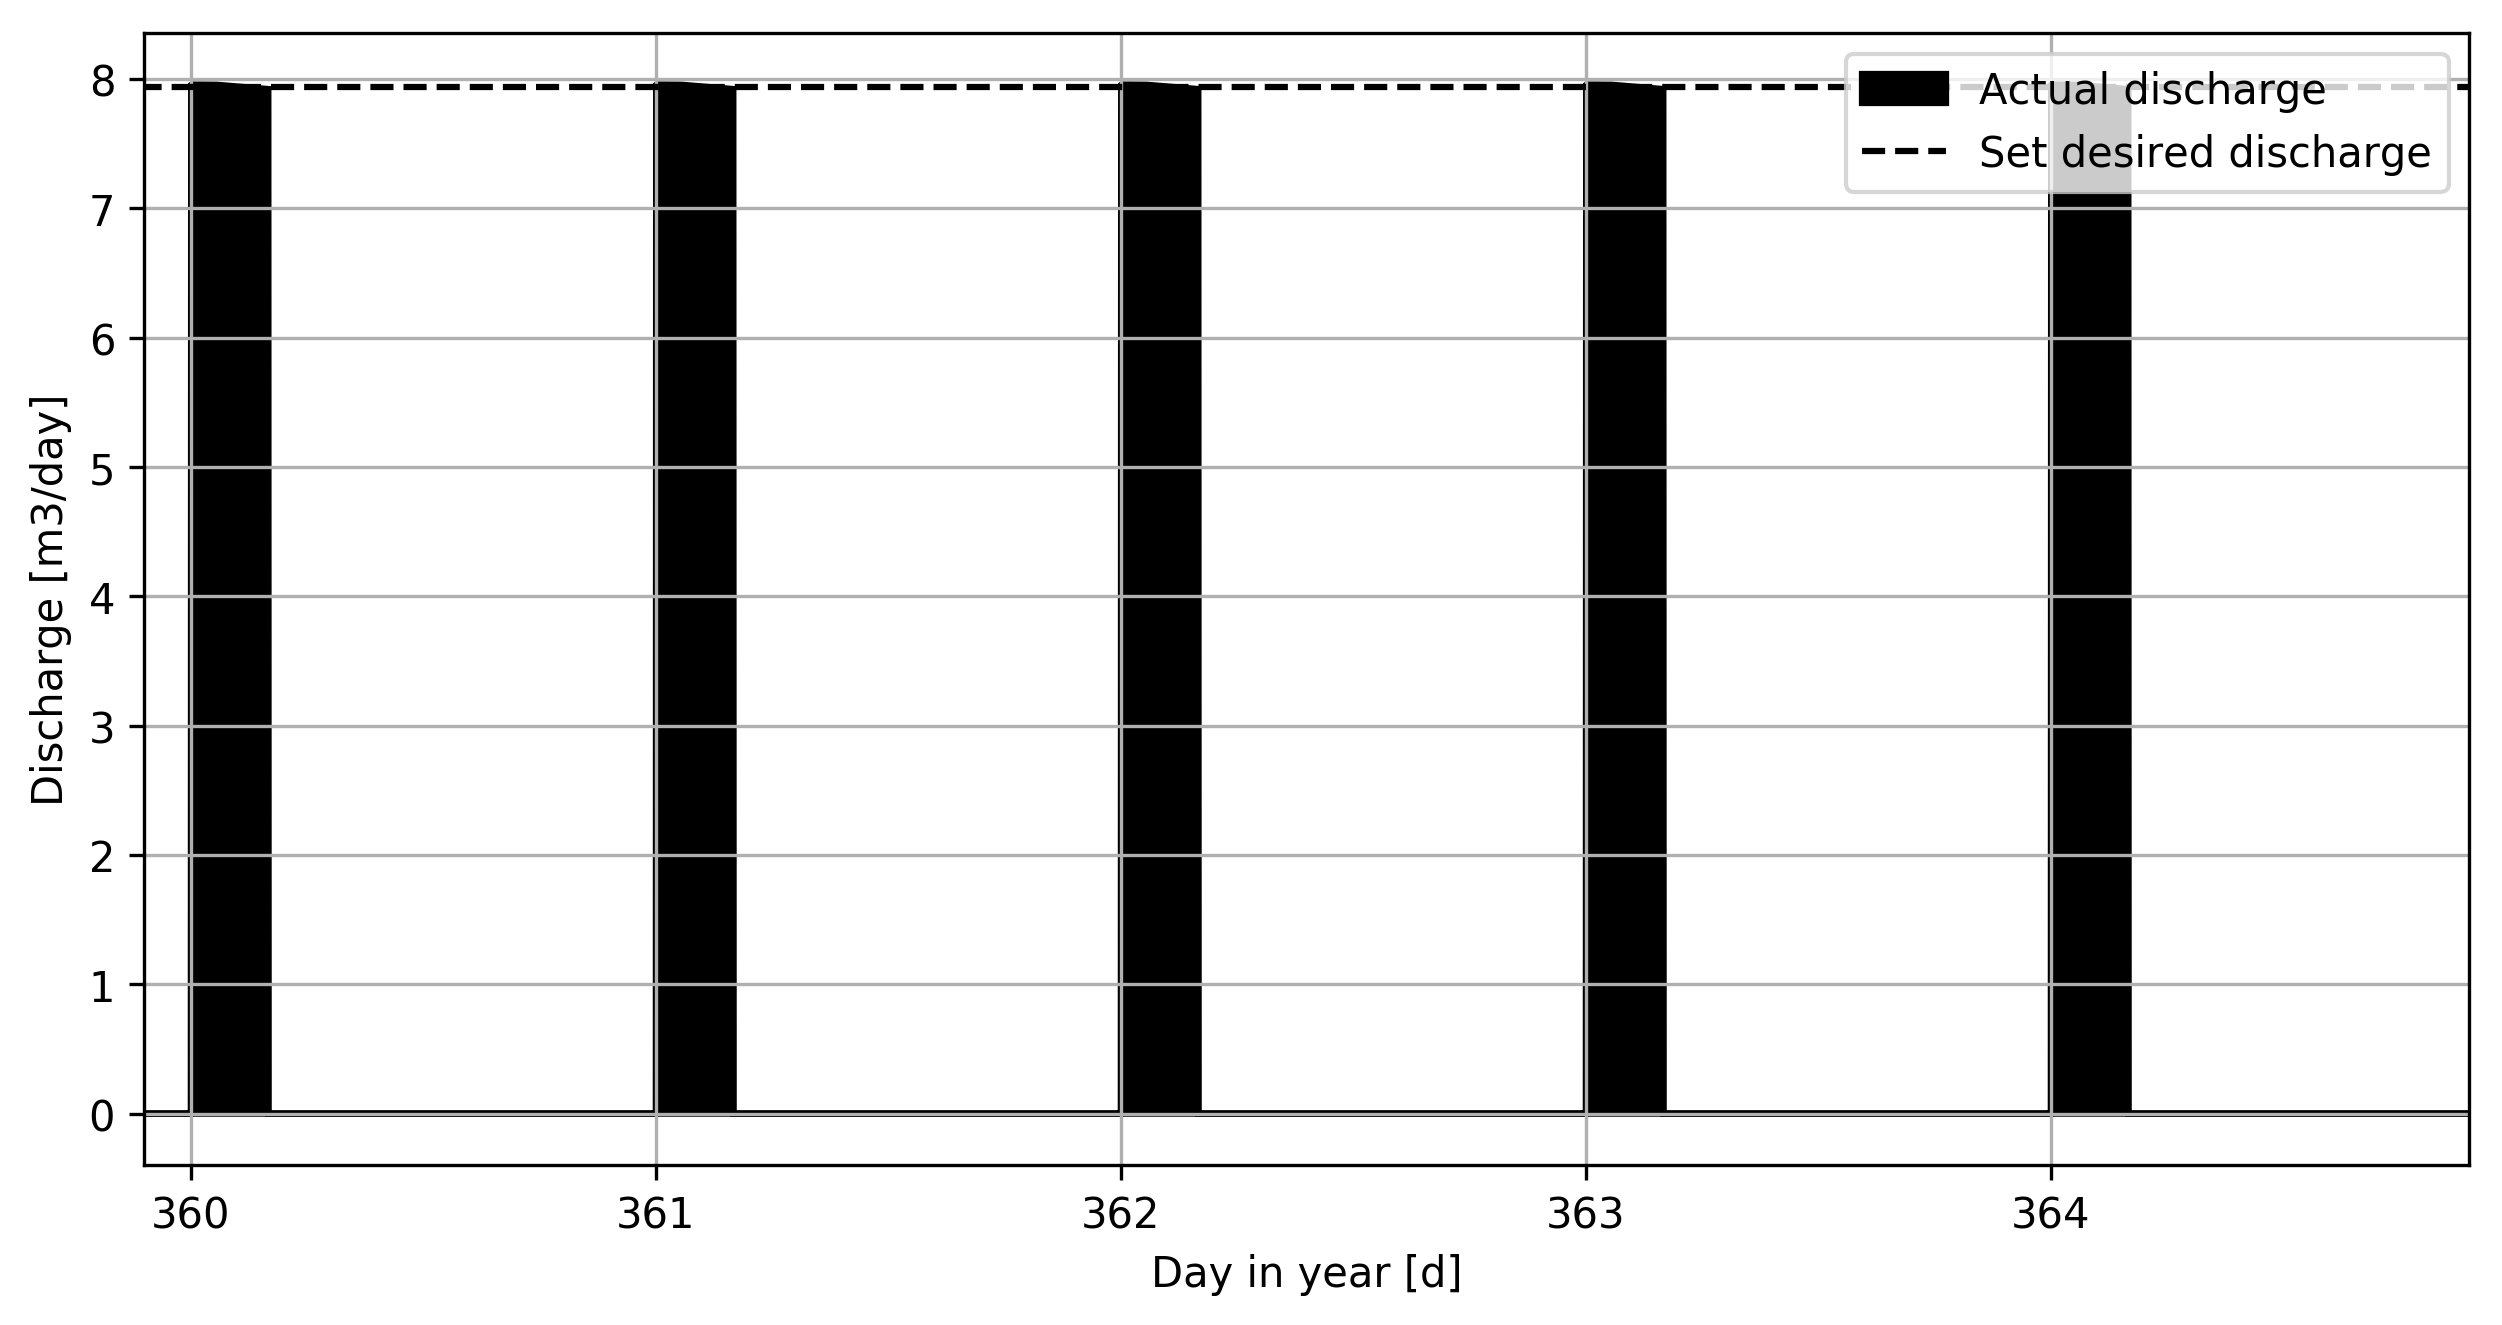 8
7
6
5
4
3
2
1
0
Discharge [m3/day]
Actual discharge
Set desired discharge
360 361 362 363 364
Day in year [d]